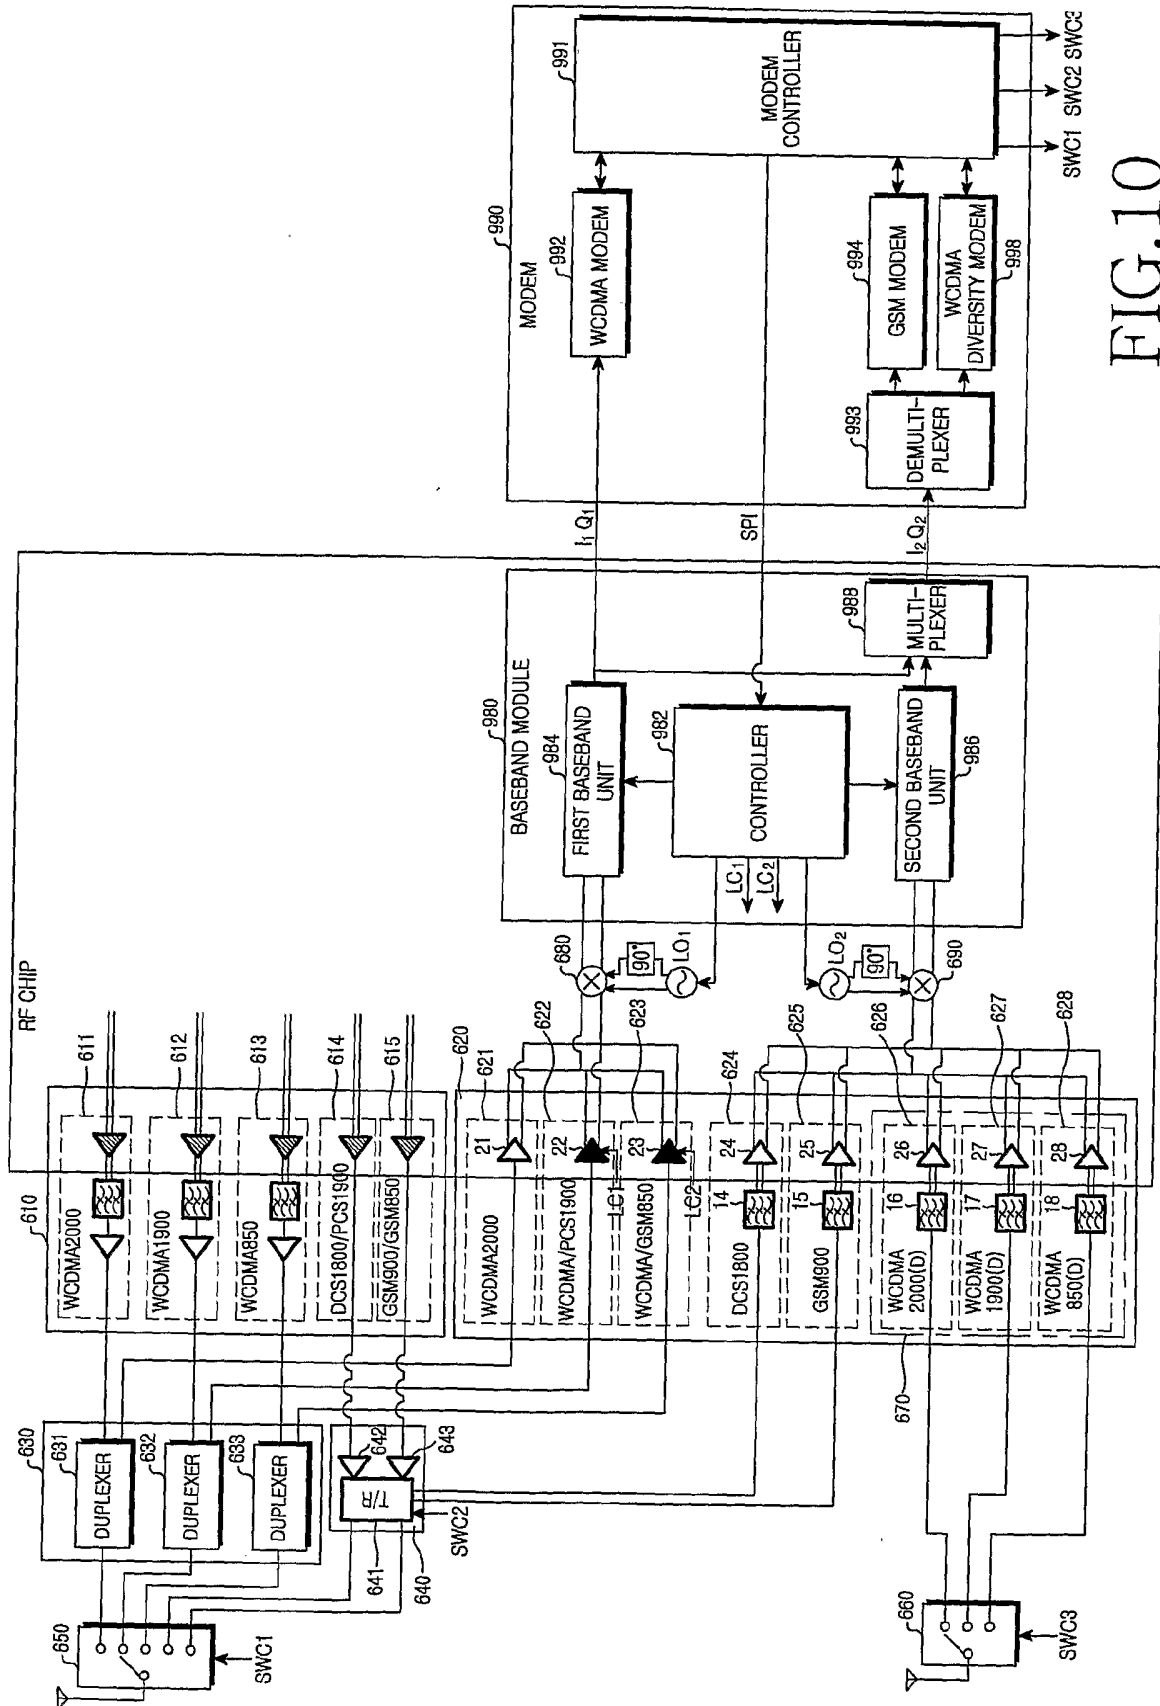 FIG.10
RF CHIP
650
SWC1
630
631
DUPLEXER
632
DUPLEXER
633
DUPLEXER
642
643
T/R
641
640
SWC2
660
SWC3
610
611
WCDMA2000
612
WCDMA1900
613
WCDMA850
614
DCS1800/PCS1900
615
GSM900/GSM850
620
621
WCDMA2000
21
622
WCDMA/PCS1900
22
LC1
623
WCDMA/GSM850
23
LC2
624
DCS1800
14
24
625
GSM900
15
25
626
WCDMA
2000(D)
16
26
627
WCDMA
1900(D)
17
27
628
WCDMA
850(D)
18
28
670
680
90°
LO1
LO2
90°
690
980
BASEBAND MODULE
984
FIRST BASEBAND
UNIT
982
CONTROLLER
LC1
LC2
986
SECOND BASEBAND
UNIT
988
MULTI-
PLEXER
I1 Q1
SPI
I2 Q2
990
MODEM
992
WCDMA MODEM
991
MODEM
CONTROLLER
993
DEMULTI-
PLEXER
994
GSM MODEM
WCDMA
DIVERSITY MODEM
998
SWC1 SWC2 SWC3